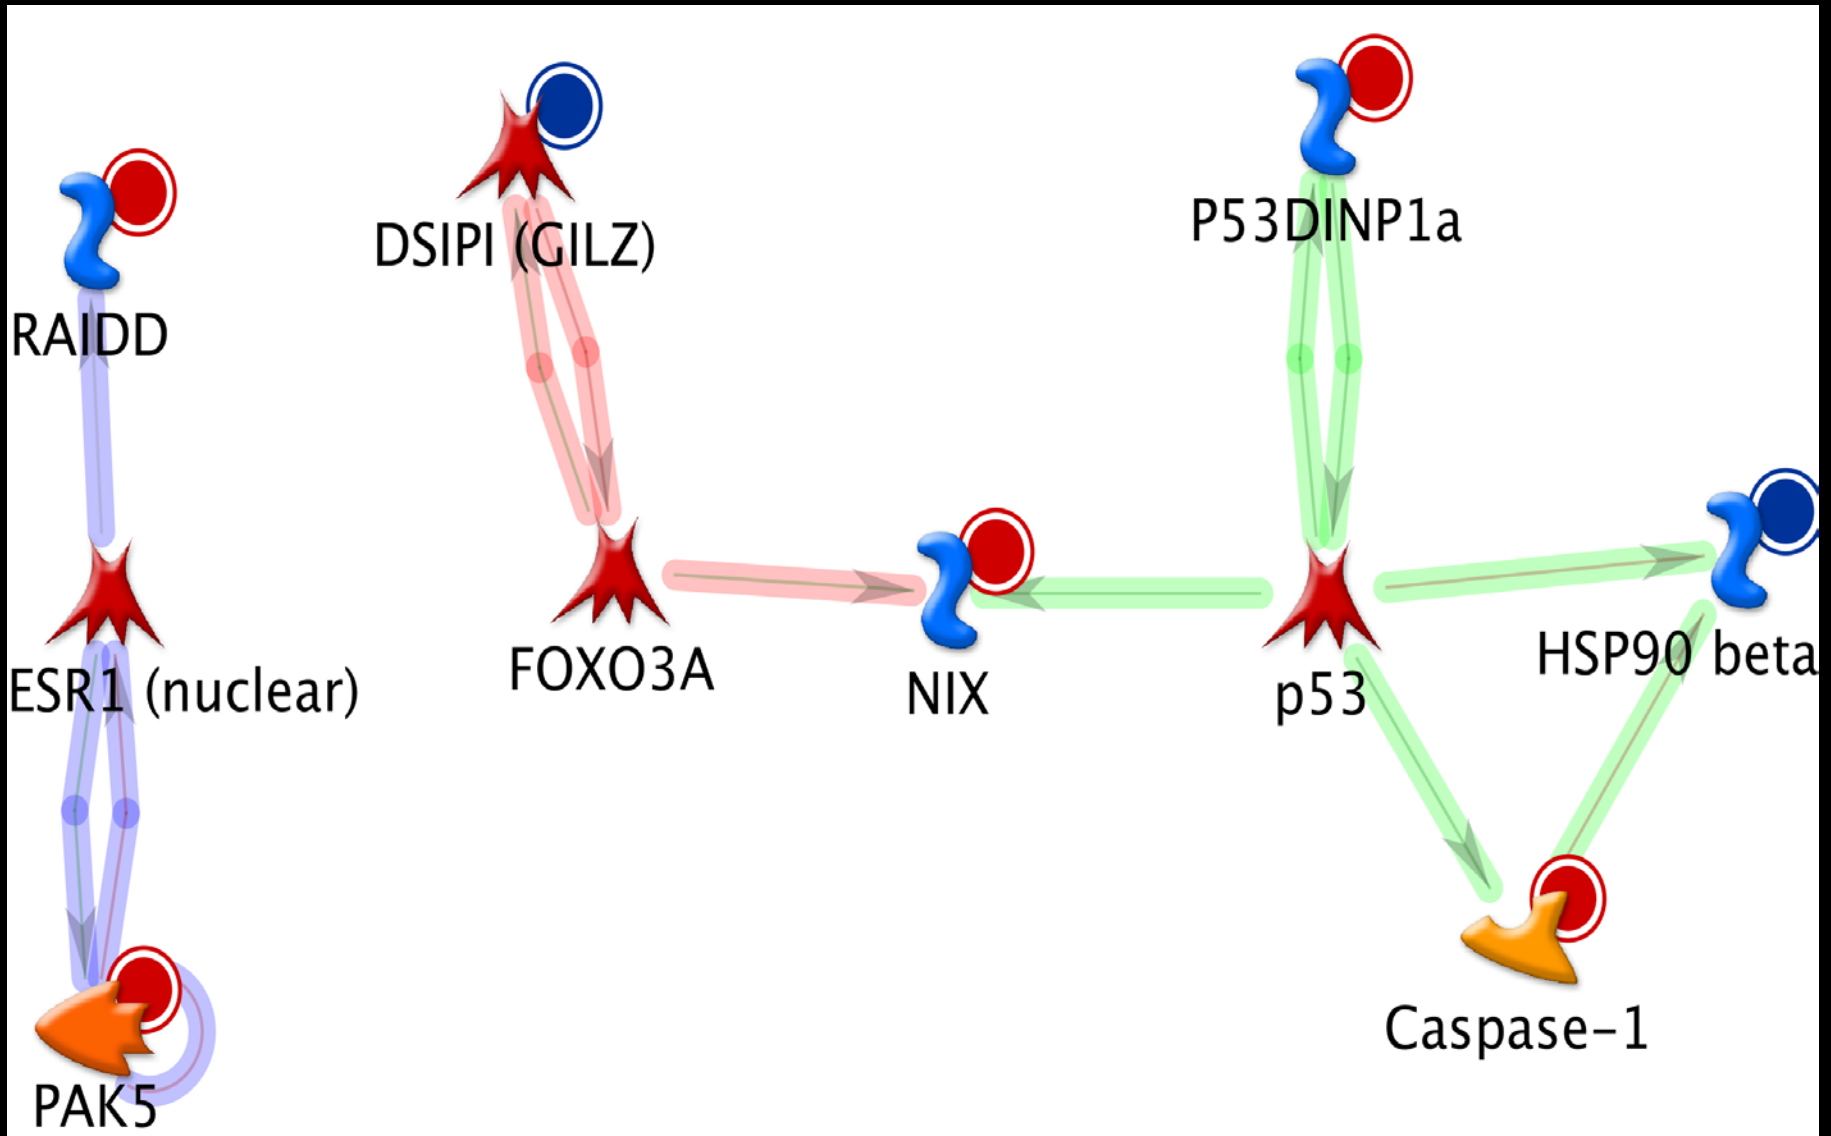 P53DINP1a
DSIPI (GILZ)
RAIDD
HSP90 beta
FOXO3A
ESR1 (nuclear)
NIX
p53
Caspase-1
PAK5